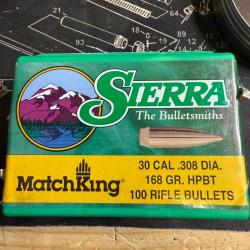 SIERRA
The Bulletsmiths
MatchKing
30 CAL .308 DIA.
168 GR. HPBT
100 RIFLE BULLETS